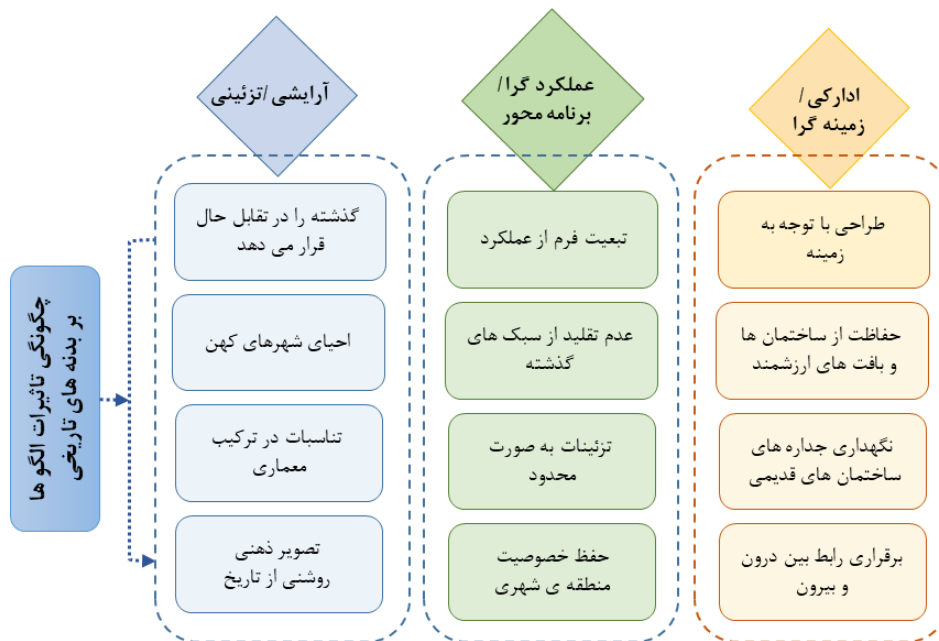 ادارکی/
زمینه گرا
عملکرد گرا/
برنامه محور
آرایشی/تزئینی
طراحی با توجه به
زمینه
حفاظت از ساختمان ها
و بافت های ارزشمند
نگهداری جداره های
ساختمان های قدیمی
برقراری رابط بین درون
و بیرون
تبعیت فرم از عملکرد
عدم تقلید از سبک های
گذشته
تزئینات به صورت
محدود
حفظ خصوصیت
منطقه ی شهری
گذشته را در تقابل حال
قرار می دهد
احیای شهرهای کهن
تناسبات در ترکیب
معماری
تصویر ذهنی
روشنی از تاریخ
چگونگی تاثیرات الگو ها
بر بدنه های تاریخی